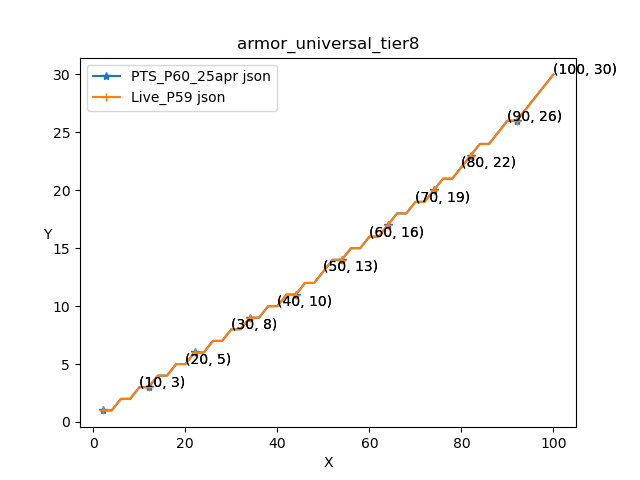 armor_universal_tier8
PTS_P60_25apr json
Live_P59 json
30
25
20
15
10
5
0
Y
(100, 30)
(90, 26)
(80, 22)
(70, 19)
(60, 16)
(50, 13)
(40, 10)
(30, 8)
(20, 5)
(10, 3)
0 20 40 60 80 100
X